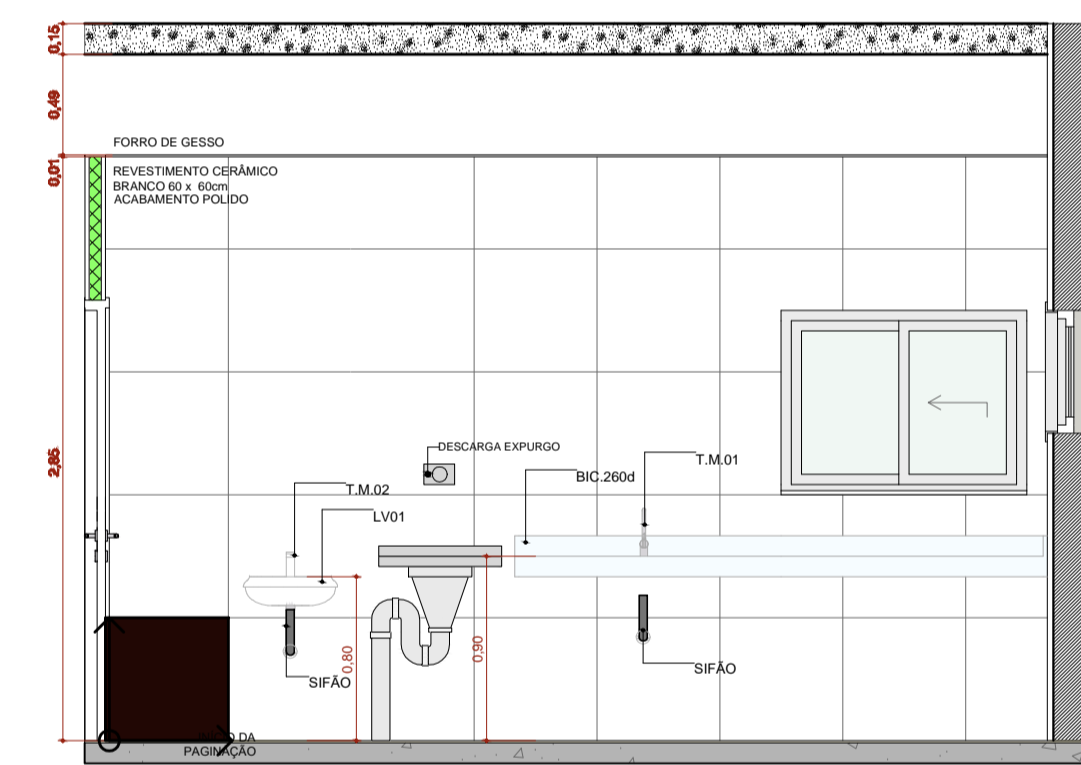 0,15
0,49
FORRO DE GESSO
0,01
REVESTIMENTO CERÂMICO
BRANCO 60 x 60cm
ACABAMENTO POLIDO
2,85
DESCARGA EXPURGO
T.M.01
BIC.260d
T.M.02
LV01
0,80
0,90
SIFÃO
SIFÃO
INÍCIO DA
PAGINAÇÃO